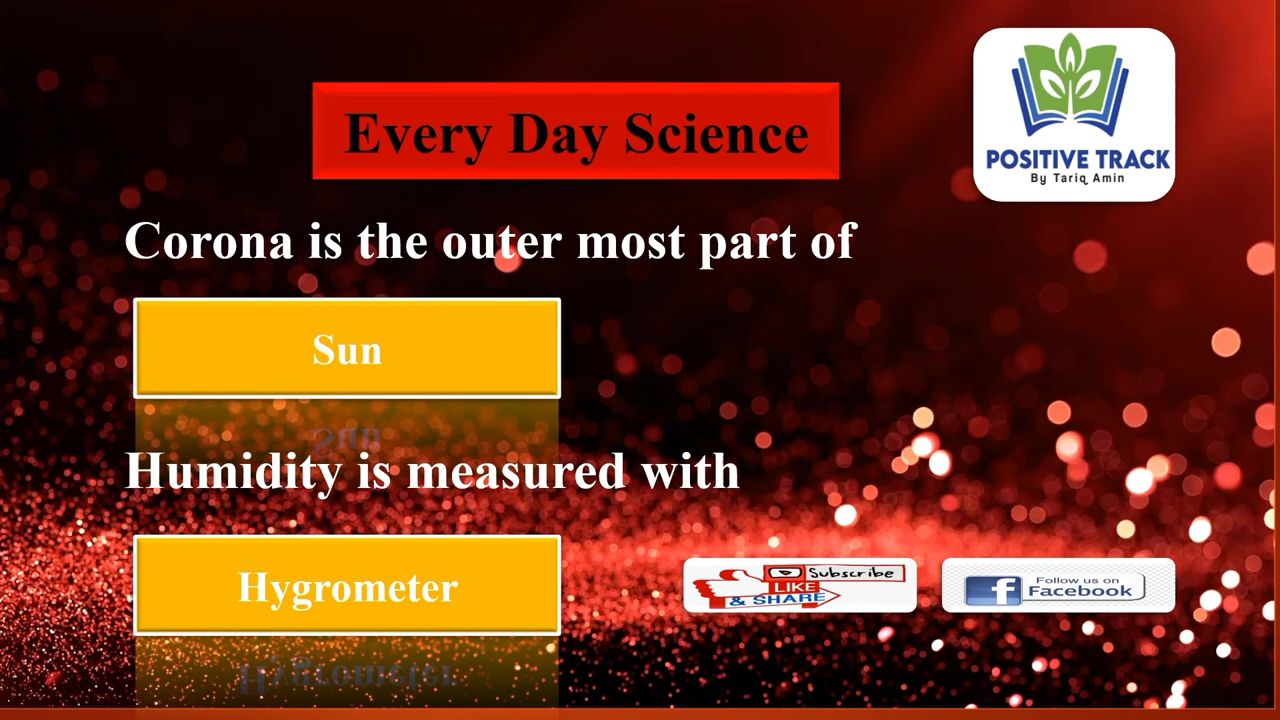 Every Day Science
POSITIVE TRACK
By Tariq Amin
Corona is the outer most part of
Sun
Humidity is measured with
Hygrometer
Subscribe
LIKE
& SHARE
Follow us on
Facebook